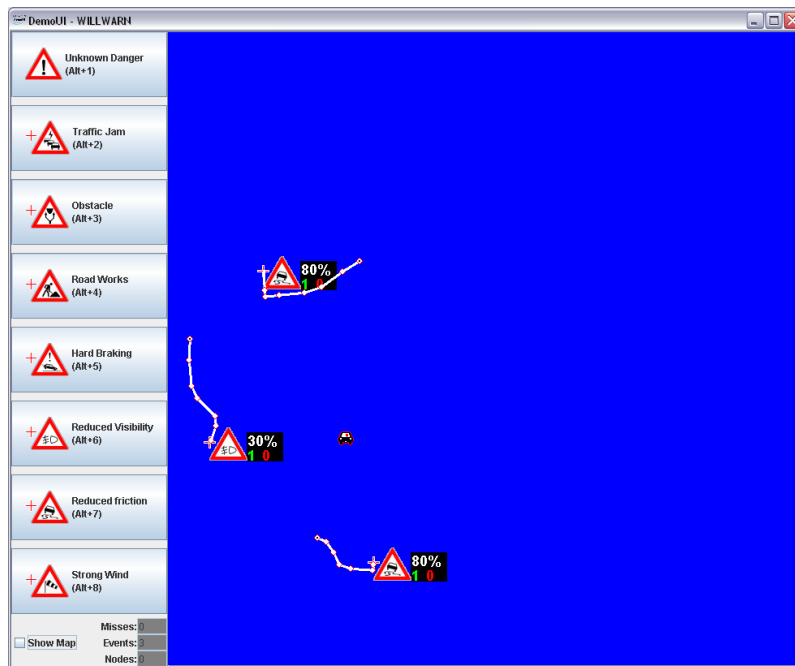 DemoUI - WILLWARN
Unknown Danger
(Alt+1)
Traffic Jam
(Alt+2)
Obstacle
(Alt+3)
Road Works
(Alt+4)
Hard Braking
(Alt+5)
Reduced Visibility
(Alt+6)
Reduced friction
(Alt+7)
Strong Wind
(Alt+8)
Show Map
Misses: 0
Events: 3
Nodes: 0
80%
1 0
30%
1 0
80%
1 0